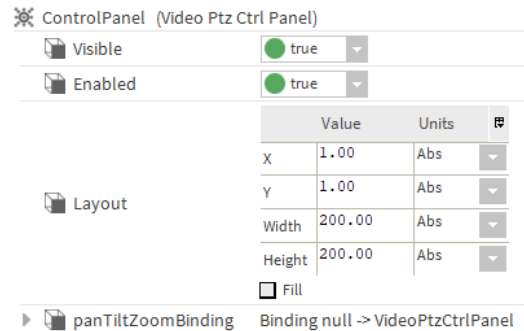 ControlPanel (Video Ptz Ctrl Panel)
Visible true
Enabled true
Layout
Value Units
X 1.00 Abs
Y 1.00 Abs
Width 200.00 Abs
Height 200.00 Abs
Fill
panTiltZoomBinding Binding null -> VideoPtzCtrlPanel